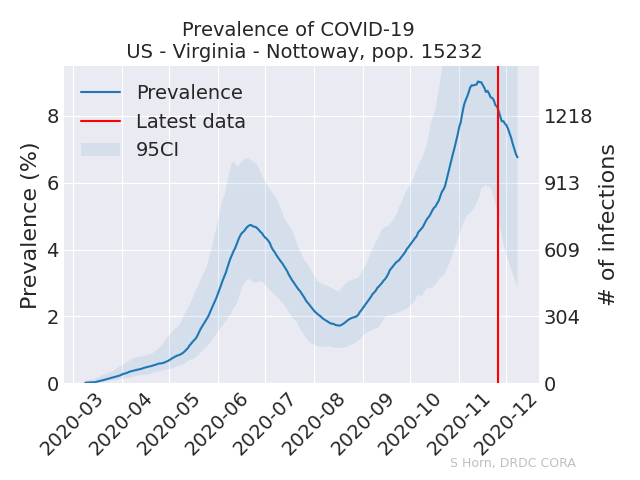 Prevalence of COVID-19
US - Virginia - Nottoway, pop. 15232
Prevalence
Latest data
95CI
Prevalence (%)
8
6
4
2
0
1218
913
609
304
0
# of infections
2020-03
2020-04
2020-05
2020-06
2020-07
2020-08
2020-09
2020-10
2020-11
2020-12
S Horn, DRDC CORA